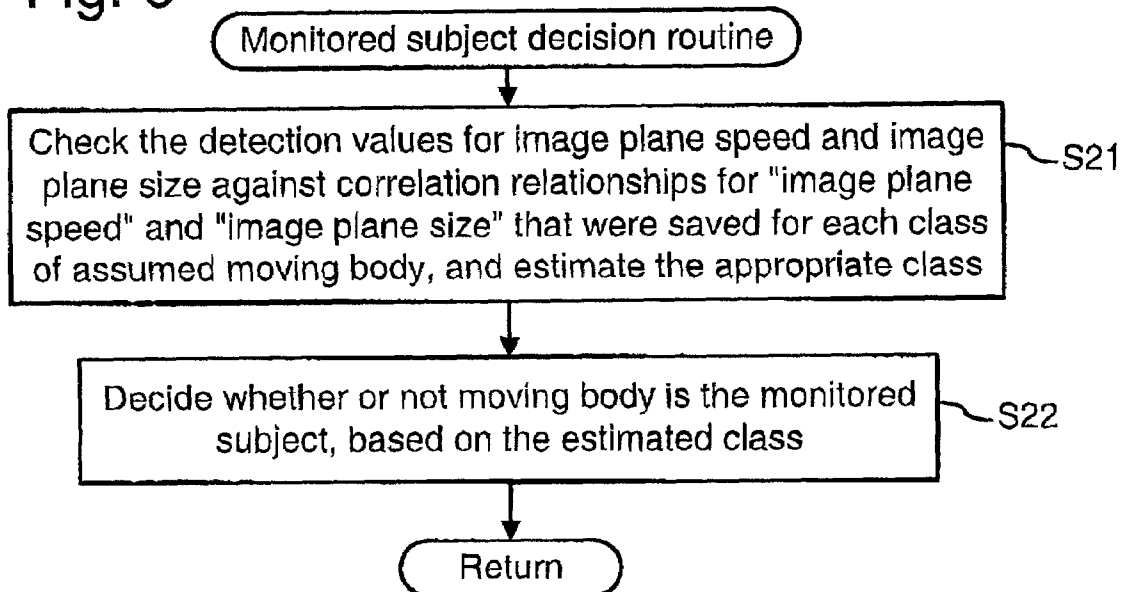 Monitored subject decision routine
Check the detection values for image plane speed and image
plane size against correlation relationships for "image plane
speed" and "image plane size" that were saved for each class
of assumed moving body, and estimate the appropriate class
S21
Decide whether or not moving body is the monitored
subject, based on the estimated class
S22
Return